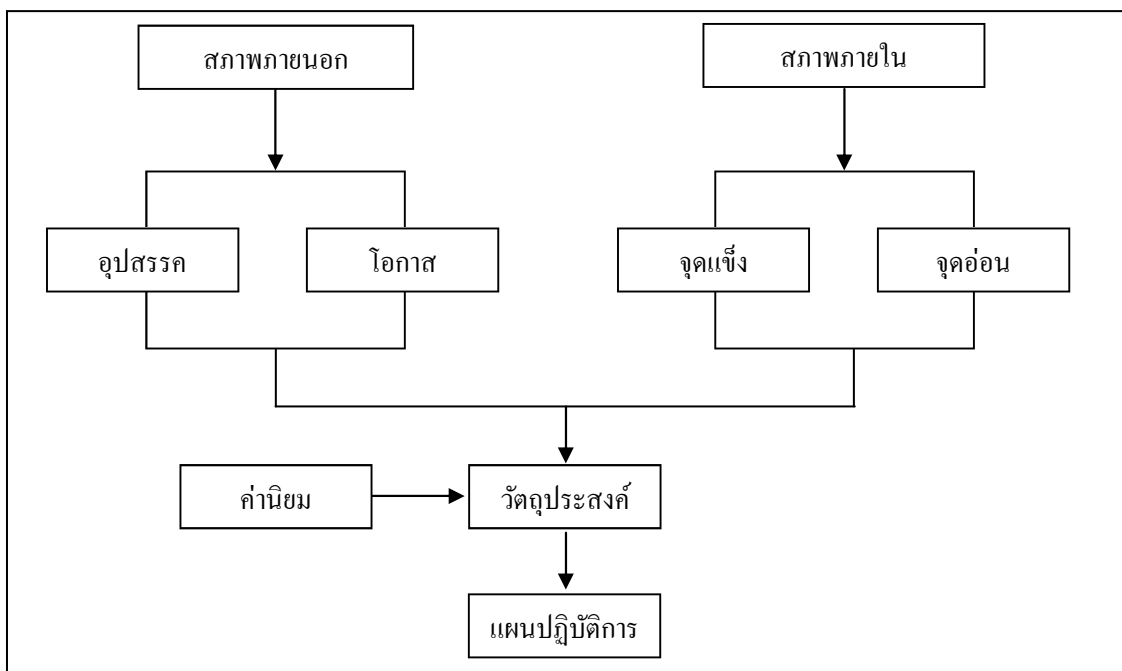 สภาพภายนอก
สภาพภายใน
อุปสรรค
โอกาส
จุดแข็ง
จุดอ่อน
ค่านิยม
วัตถุประสงค์
แผนปฏิบัติการ